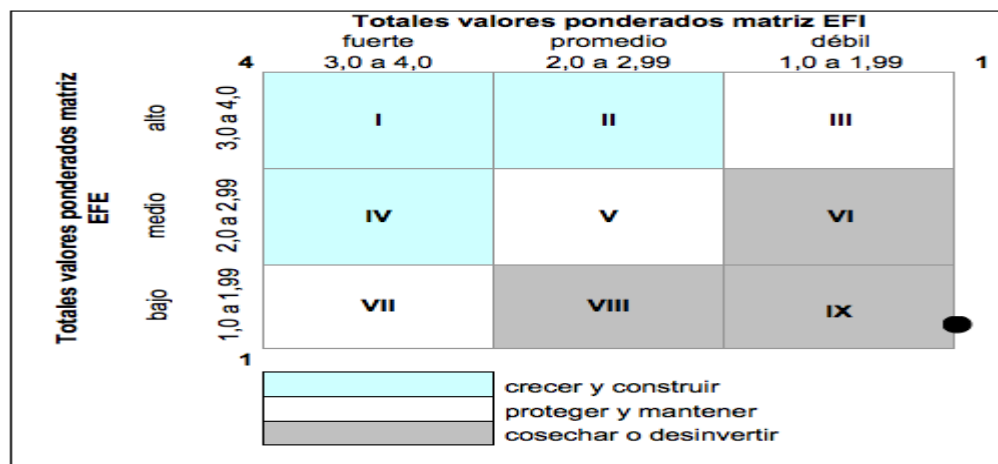 Totales valores ponderados matriz EFI
fuerte promedio débil
4 3,0 a 4,0 2,0 a 2,99 1,0 a 1,99 1
Totales valores ponderados matriz
EFE
alto
3,0 a 4,0
I II III
medio
2,0 a 2,99
IV V VI
bajo
1,0 a 1,99
VII VIII IX
1
crecer y construir
proteger y mantener
cosechar o desinvertir